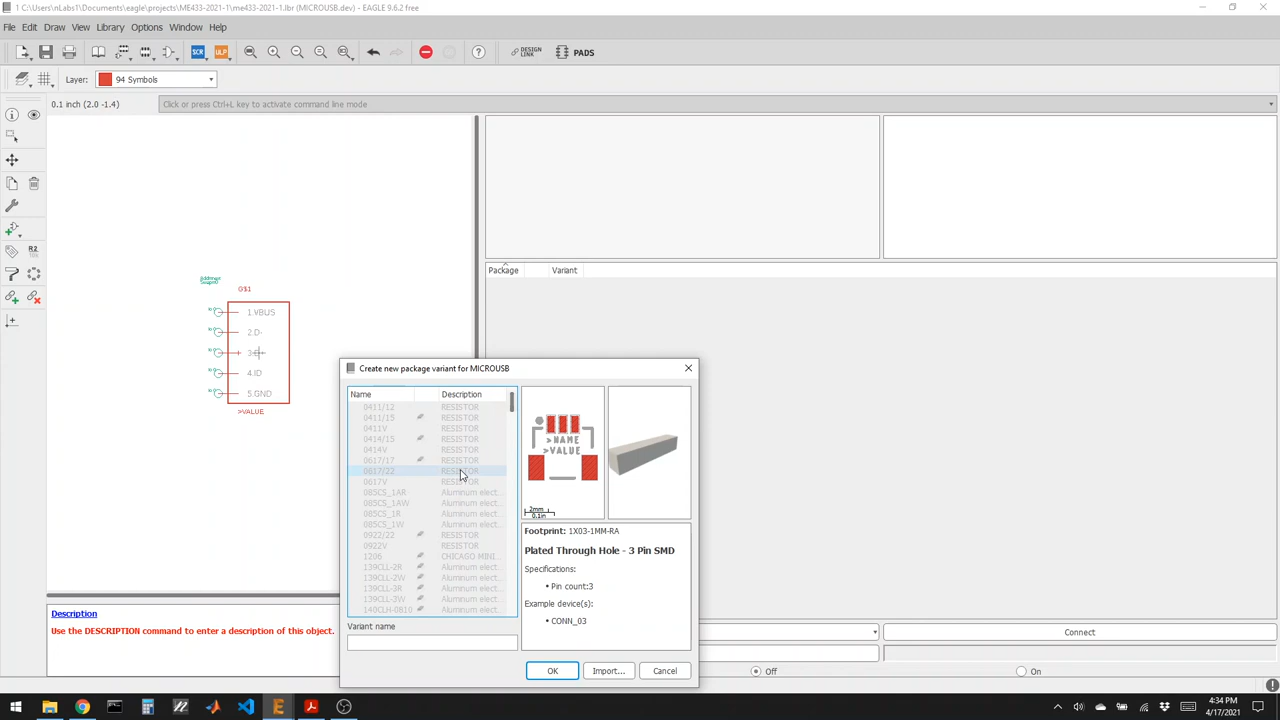 1 C:\Users\nLabs1\Documents\eagle\projects\ME433-2021-1\me433-2021-1.lbr (MICROUSB.dev) - EAGLE 9.6.2 free
File Edit Draw View Library Options Window Help
SCR ULP DESIGN LINK PADS
Layer: 94 Symbols
0.1 inch (2.0 -1.4) Click or press Ctrl+L key to activate command line mode
R2
10k
G$1
1.VBUS
2.D-
4.ID
5.GND
>VALUE
Package Variant
Create new package variant for MICROUSB
Name Description
0411/12 RESISTOR
0411/15 RESISTOR
0411V RESISTOR
0414/15 RESISTOR
0414V RESISTOR
0617/17 RESISTOR
0617/22 RESISTOR
0617V RESISTOR
085CS_1AR Aluminum elect...
085CS_1AW Aluminum elect...
085CS_1R Aluminum elect...
085CS_1W Aluminum elect...
0922/22 RESISTOR
0922V RESISTOR
1206 CHICAGO MINI...
139CLL-2R Aluminum elect...
139CLL-2W Aluminum elect...
139CLL-3R Aluminum elect...
139CLL-3W Aluminum elect...
140CLH-0810 Aluminum elect...
>NAME
>VALUE
2mm
0.1in
Footprint: 1X03-1MM-RA
Plated Through Hole - 3 Pin SMD
Specifications:
• Pin count:3
Example device(s):
• CONN_03
Variant name
OK Import... Cancel
Description
Use the DESCRIPTION command to enter a description of this object.
Connect
Off On
4:34 PM
4/17/2021